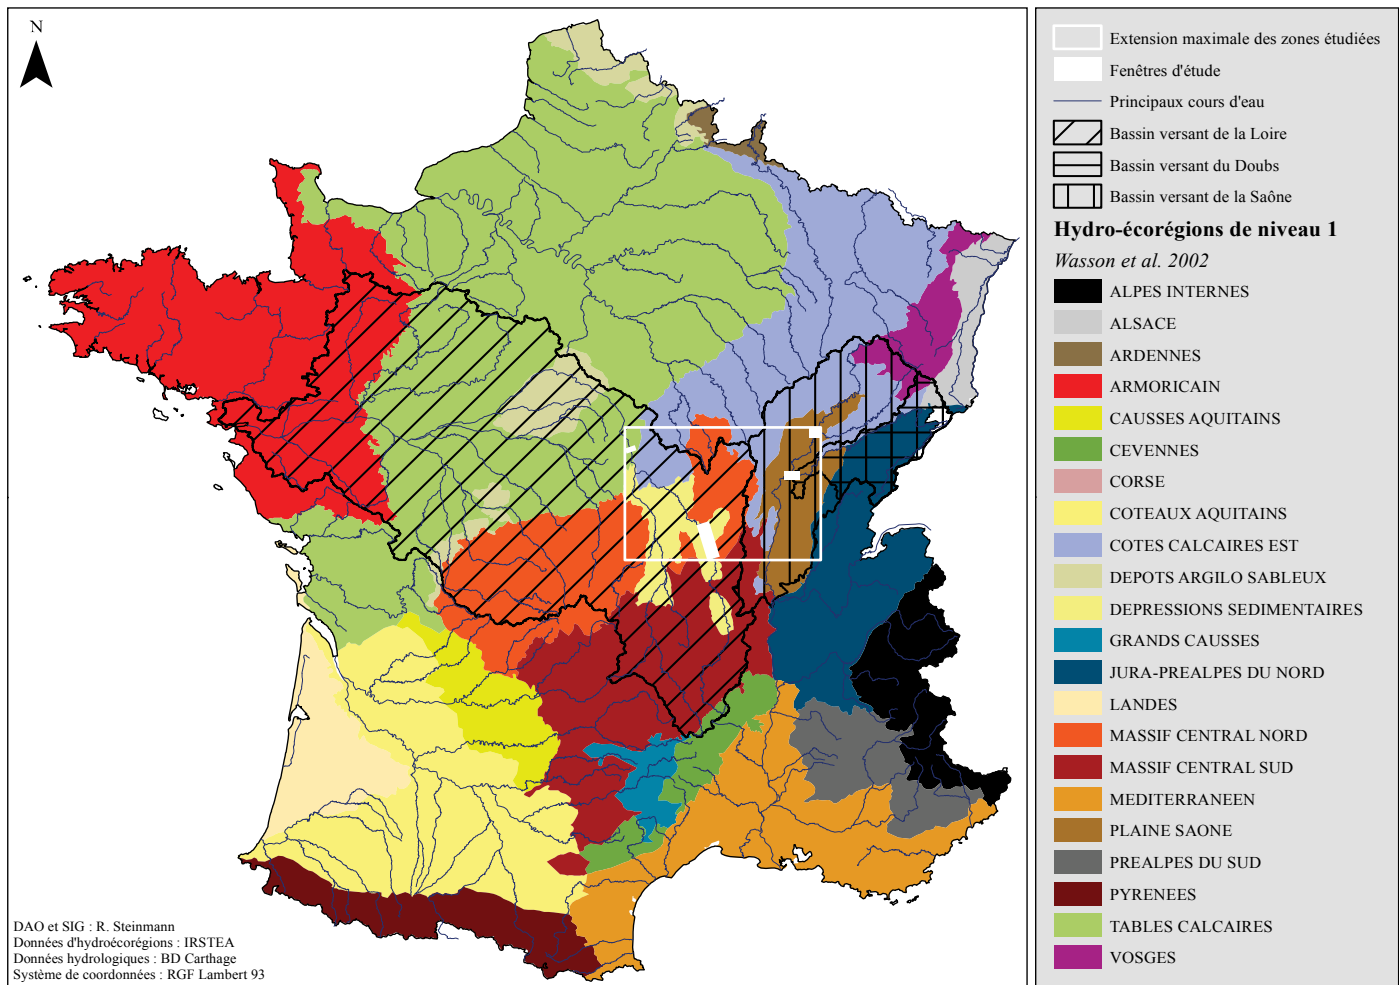 N
DAO et SIG : R. Steinmann
Données d'hydroécorégions : IRSTEA
Données hydrologiques : BD Carthage
Système de coordonnées : RGF Lambert 93
Extension maximale des zones étudiées
Fenêtres d'étude
Principaux cours d'eau
Bassin versant de la Loire
Bassin versant du Doubs
Bassin versant de la Saône
Hydro-écorégions de niveau 1
Wasson et al. 2002
ALPES INTERNES
ALSACE
ARDENNES
ARMORICAIN
CAUSSES AQUITAINS
CEVENNES
CORSE
COTEAUX AQUITAINS
COTES CALCAIRES EST
DEPOTS ARGILO SABLEUX
DEPRESSIONS SEDIMENTAIRES
GRANDS CAUSSES
JURA-PREALPES DU NORD
LANDES
MASSIF CENTRAL NORD
MASSIF CENTRAL SUD
MEDITERRANEEN
PLAINE SAONE
PREALPES DU SUD
PYRENEES
TABLES CALCAIRES
VOSGES